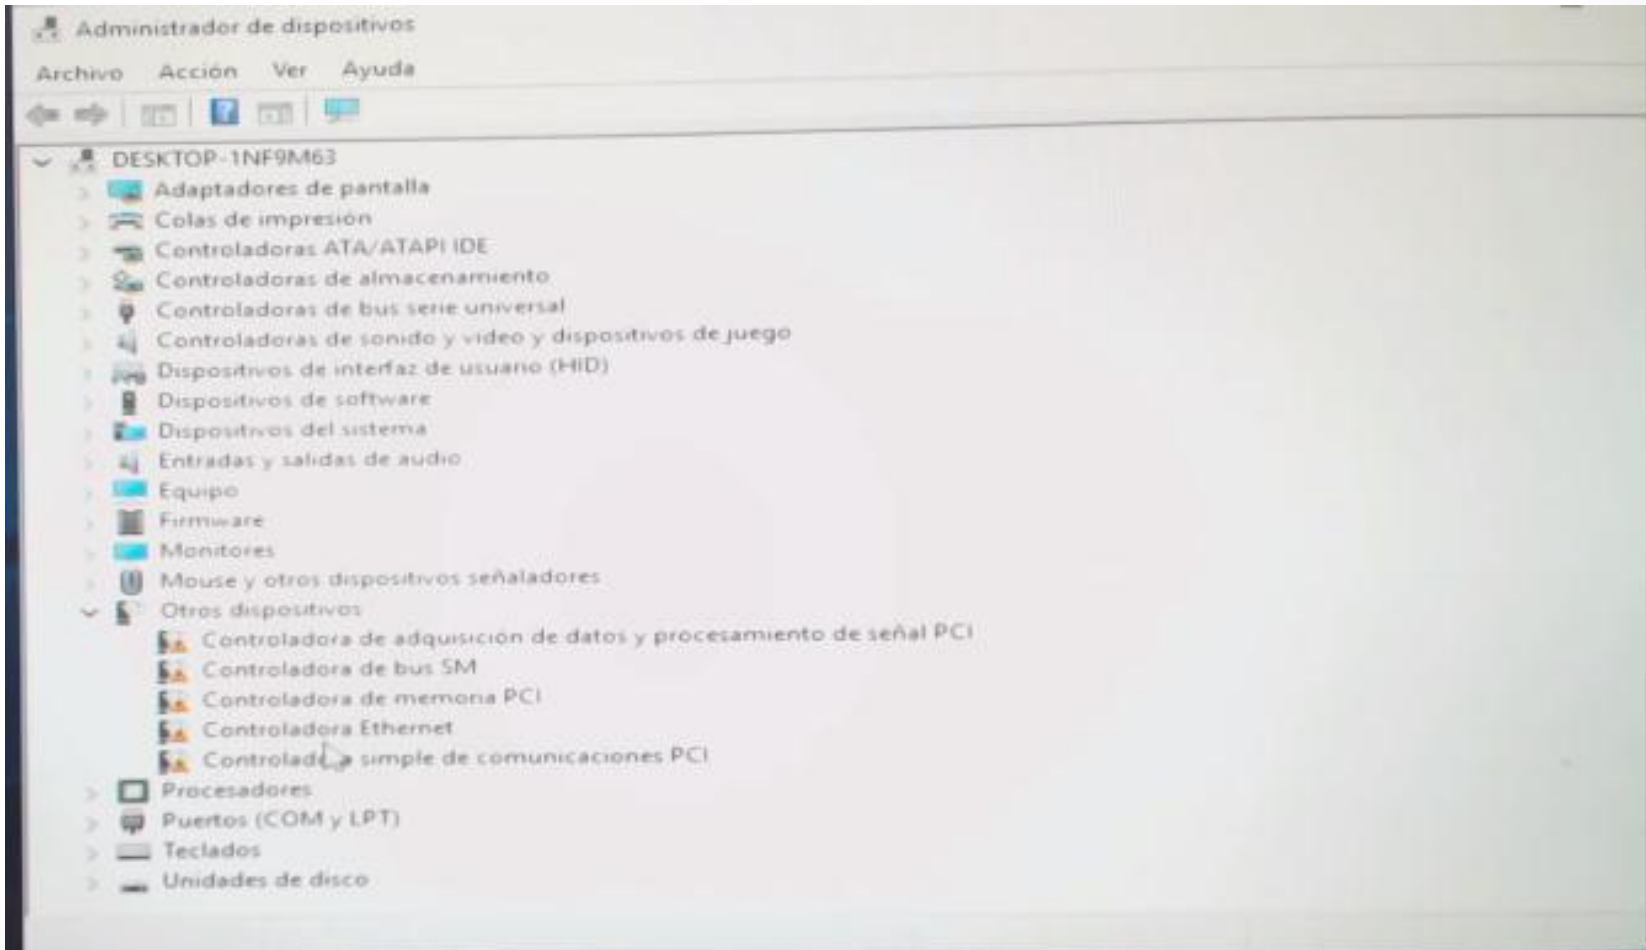 Administrador de dispositivos
Archivo Acción Ver Ayuda
DESKTOP-1NF9M63
Adaptadores de pantalla
Colas de impresión
Controladoras ATA/ATAPI IDE
Controladoras de almacenamiento
Controladoras de bus serie universal
Controladoras de sonido y video y dispositivos de juego
Dispositivos de interfaz de usuario (HID)
Dispositivos de software
Dispositivos del sistema
Entradas y salidas de audio
Equipo
Firmware
Monitores
Mouse y otros dispositivos señaladores
Otros dispositivos
Controladora de adquisición de datos y procesamiento de señal PCI
Controladora de bus SM
Controladora de memoria PCI
Controladora Ethernet
Controladora simple de comunicaciones PCI
Procesadores
Puertos (COM y LPT)
Teclados
Unidades de disco